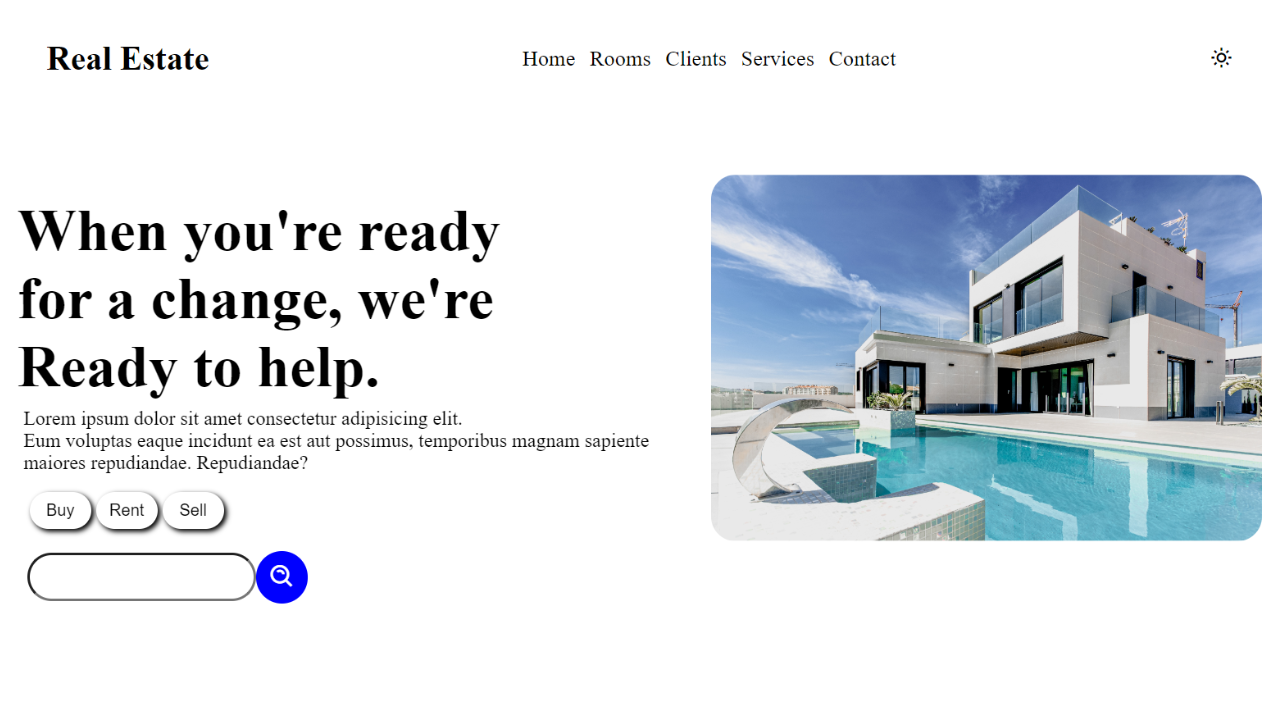 Real Estate
Home Rooms Clients Services Contact
When you're ready
for a change, we're
Ready to help.
Lorem ipsum dolor sit amet consectetur adipisicing elit.
Eum voluptas eaque incidunt ea est aut possimus, temporibus magnam sapiente
maiores repudiandae. Repudiandae?
Buy Rent Sell